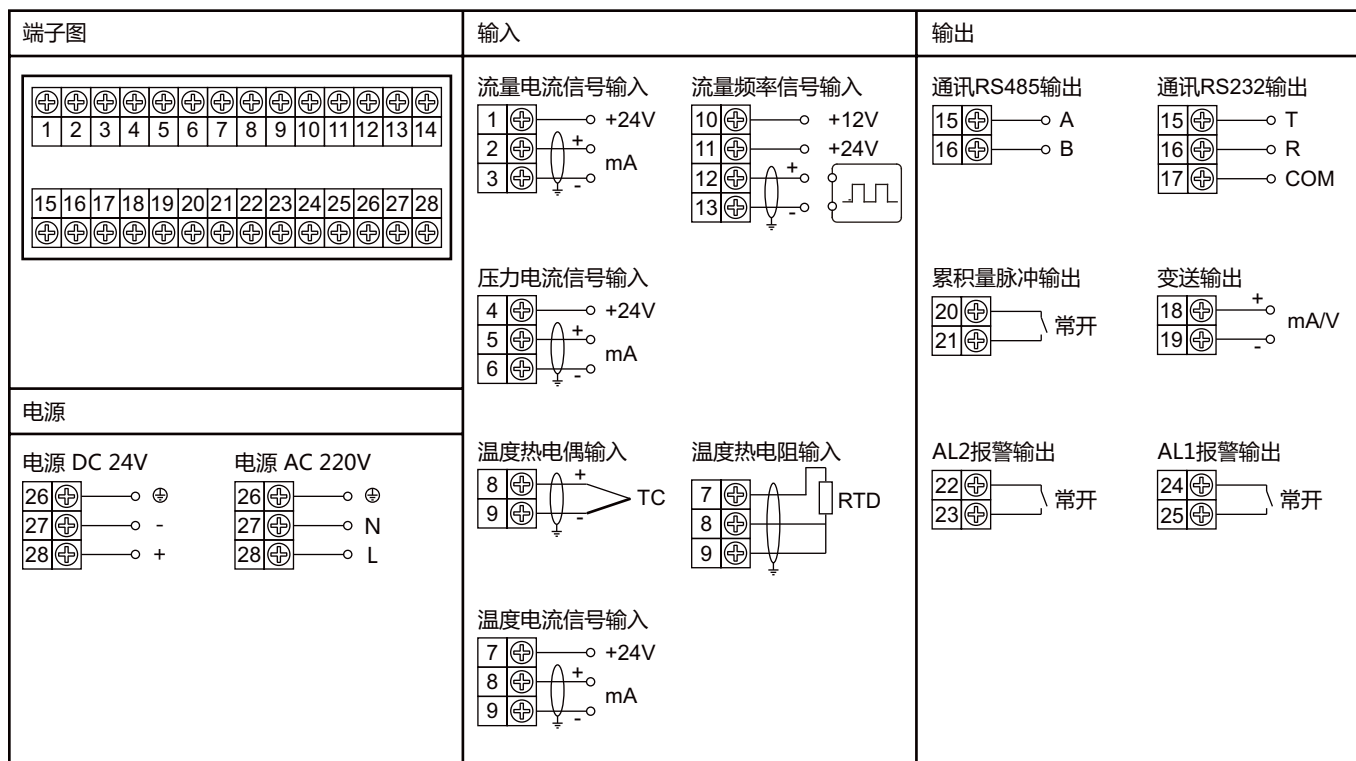 端子图
1 2 3 4 5 6 7 8 9 10 11 12 13 14
15 16 17 18 19 20 21 22 23 24 25 26 27 28
电源
电源 DC 24V
26
27 -
28 +
电源 AC 220V
26
27 N
28 L
输入
流量电流信号输入
1 +24V
2 +
mA
3 -
流量频率信号输入
10 +12V
11 +24V
12 +
13 -
压力电流信号输入
4 +24V
5 +
mA
6 -
温度热电偶输入
8 +
TC
9 -
温度热电阻输入
7
RTD
8
9
温度电流信号输入
7 +24V
8 +
mA
9 -
输出
通讯RS485输出
15 A
16 B
通讯RS232输出
15 T
16 R
17 COM
累积量脉冲输出
20
常开
21
变送输出
18 +
mA/V
19 -
AL2报警输出
22
常开
23
AL1报警输出
24
常开
25